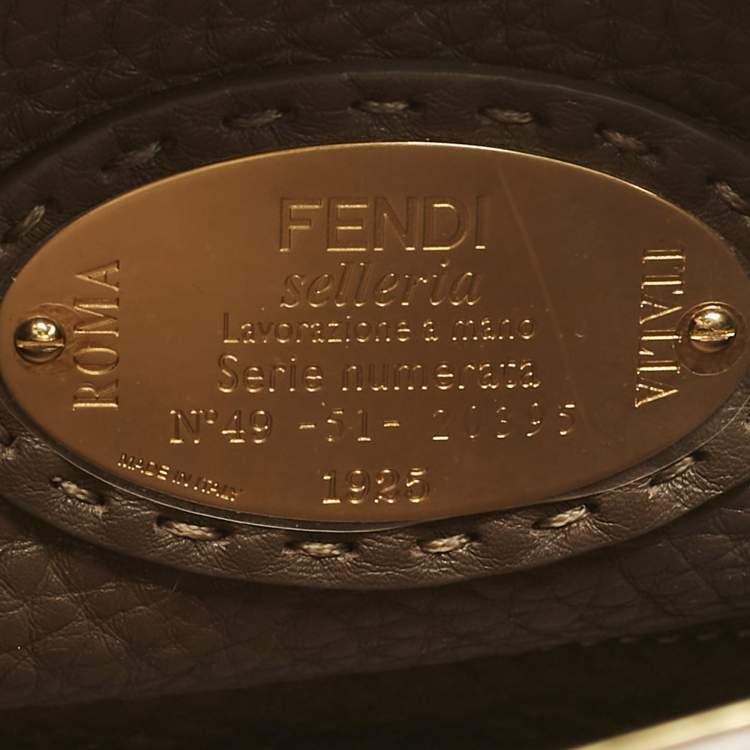 FENDI
selleria
Lavorazione a mano
Serie numerata
N°49 -51- 20395
1925
ROMA
ITALIA
MADE IN ITALY